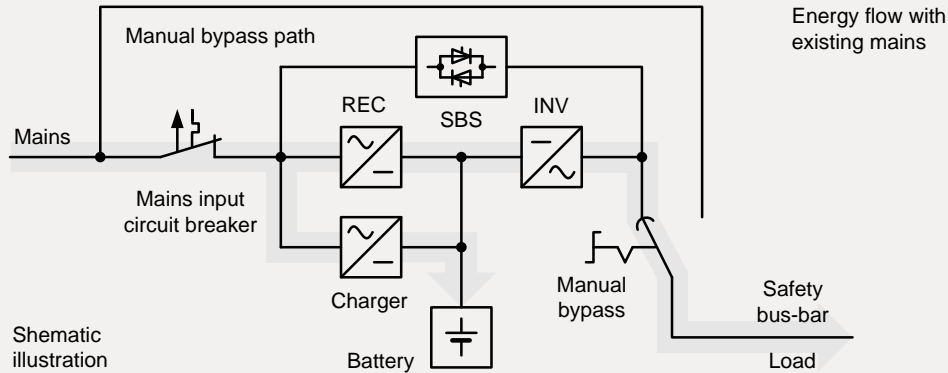 Energy flow with
existing mains
Manual bypass path
REC
SBS
INV
Mains
Mains input
circuit breaker
Charger
Manual
bypass
Safety
bus-bar
Load
Battery
Shematic
illustration